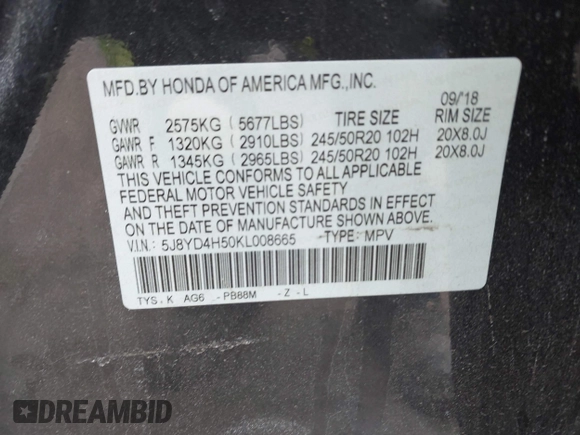 MFD.BY HONDA OF AMERICA MFG.,INC.
09/18
GVWR 2575KG (5677LBS) TIRE SIZE RIM SIZE
GAWR F 1320KG (2910LBS) 245/50R20 102H 20X8.0J
GAWR R 1345KG (2965LBS) 245/50R20 102H 20X8.0J
THIS VEHICLE CONFORMS TO ALL APPLICABLE
FEDERAL MOTOR VEHICLE SAFETY
AND THEFT PREVENTION STANDARDS IN EFFECT
ON THE DATE OF MANUFACTURE SHOWN ABOVE.
V.I.N: 5J8YD4H50KL008665 TYPE: MPV
TYS.K AG6 -PB88M -Z -L
DREAMBID